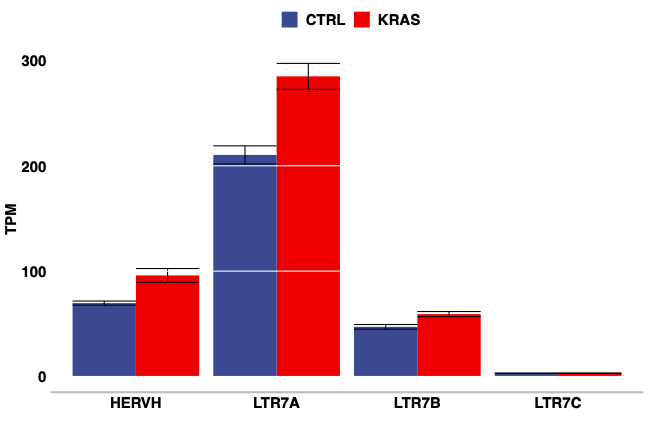 CTRL KRAS
300
200
100
0
TPM
HERVH LTR7A LTR7B LTR7C